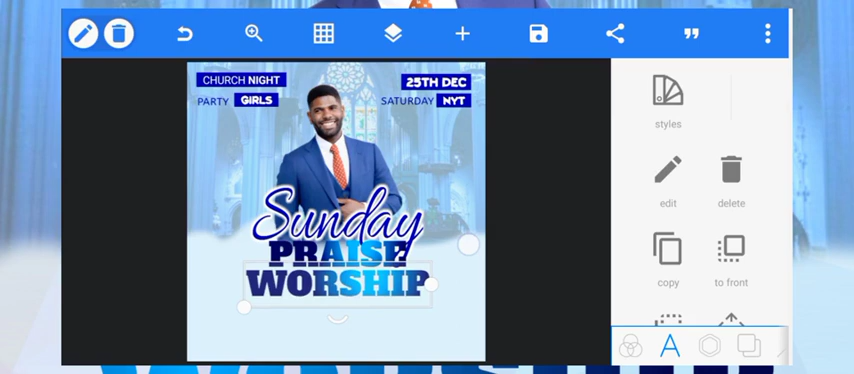 CHURCH NIGHT
PARTY GIRLS
25TH DEC
SATURDAY NYT
Sunday
PRAISE
WORSHIP
styles
edit
delete
copy
to front